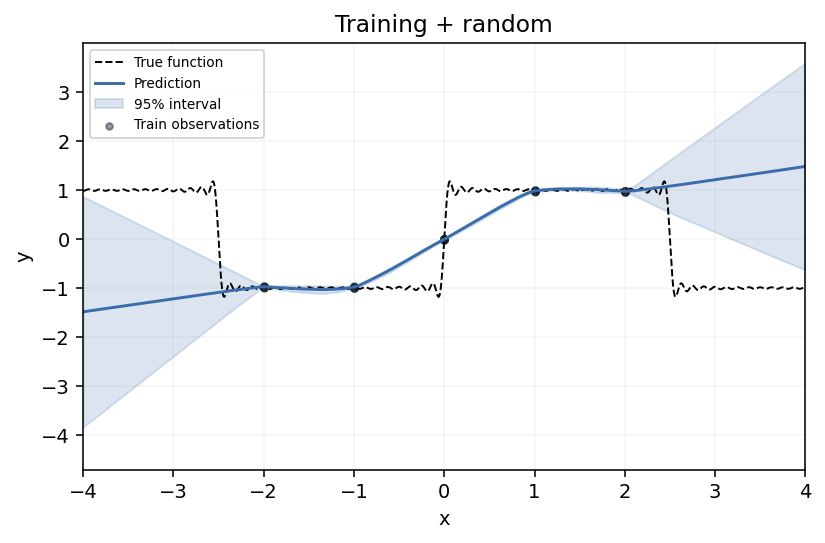 Training + random
True function
Prediction
95% interval
Train observations
y
3
2
1
0
−1
−2
−3
−4
−4 −3 −2 −1 0 1 2 3 4
x